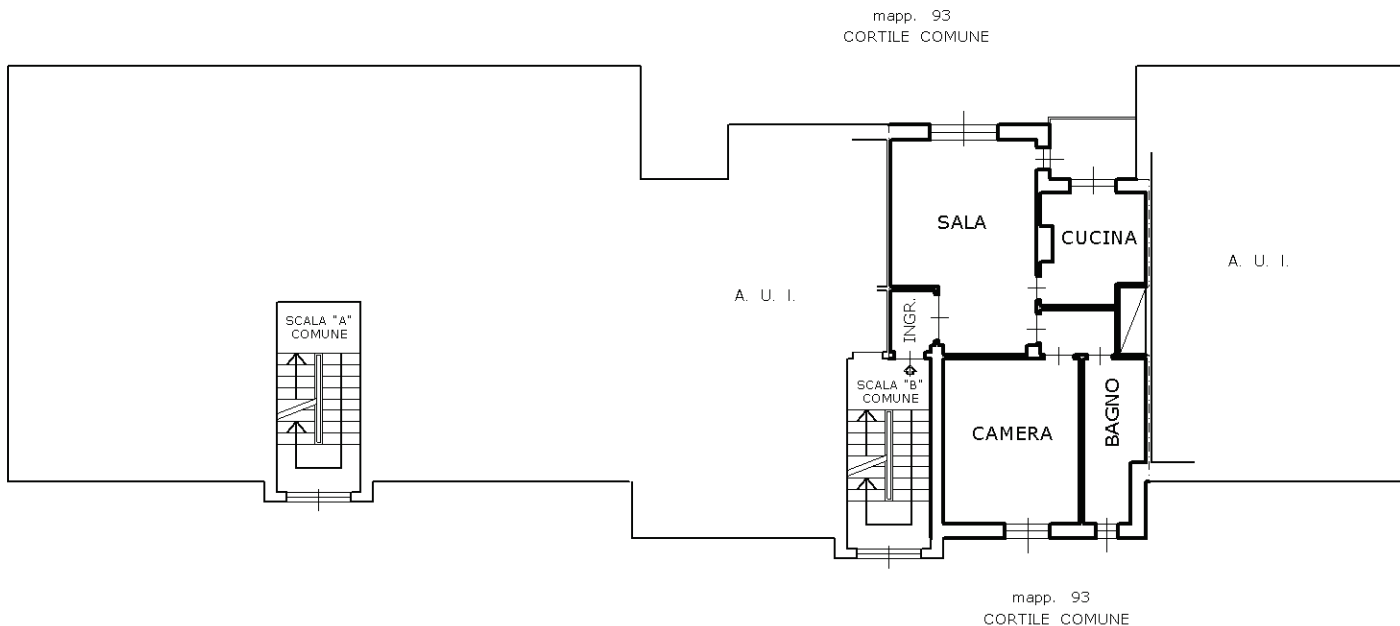 mapp. 93
CORTILE COMUNE
SALA
CUCINA
A. U. I.
A. U. I.
INGR.
SCALA "A"
COMUNE
SCALA "B"
COMUNE
CAMERA
BAGNO
mapp. 93
CORTILE COMUNE